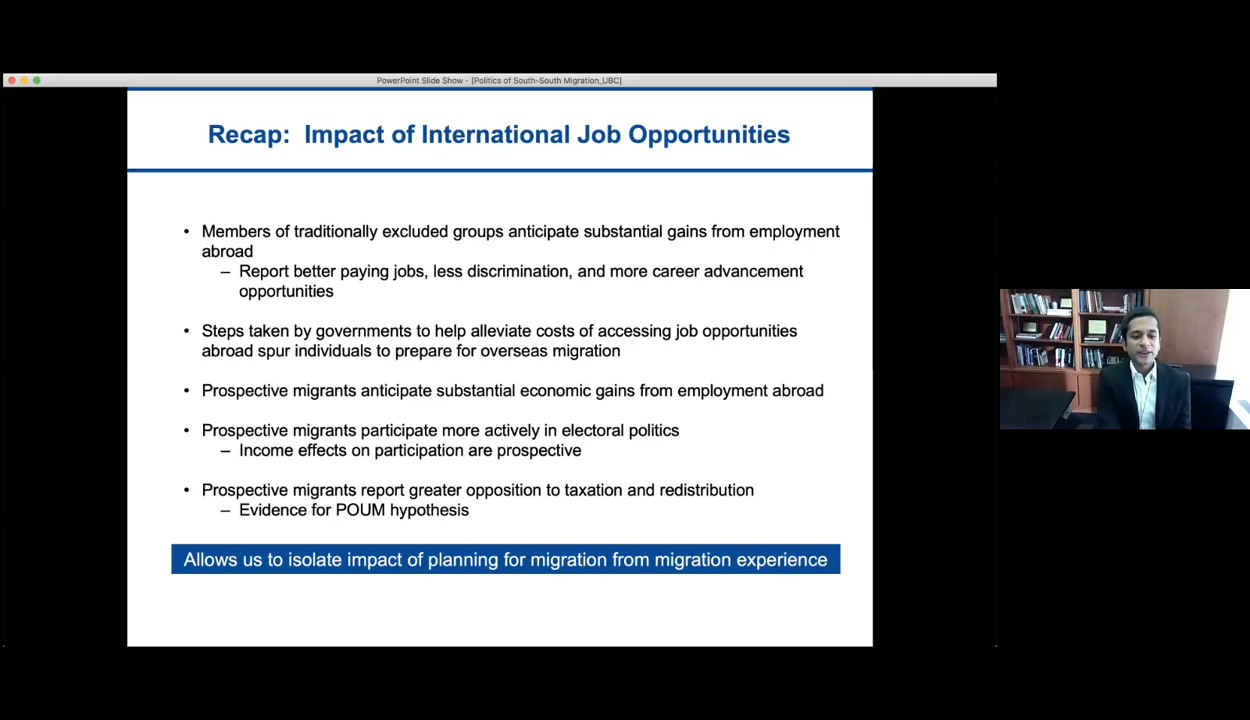 PowerPoint Slide Show - [Politics of South-South Migration_UBC]
Recap: Impact of International Job Opportunities
• Members of traditionally excluded groups anticipate substantial gains from employment
abroad
– Report better paying jobs, less discrimination, and more career advancement
opportunities
• Steps taken by governments to help alleviate costs of accessing job opportunities
abroad spur individuals to prepare for overseas migration
• Prospective migrants anticipate substantial economic gains from employment abroad
• Prospective migrants participate more actively in electoral politics
– Income effects on participation are prospective
• Prospective migrants report greater opposition to taxation and redistribution
– Evidence for POUM hypothesis
Allows us to isolate impact of planning for migration from migration experience